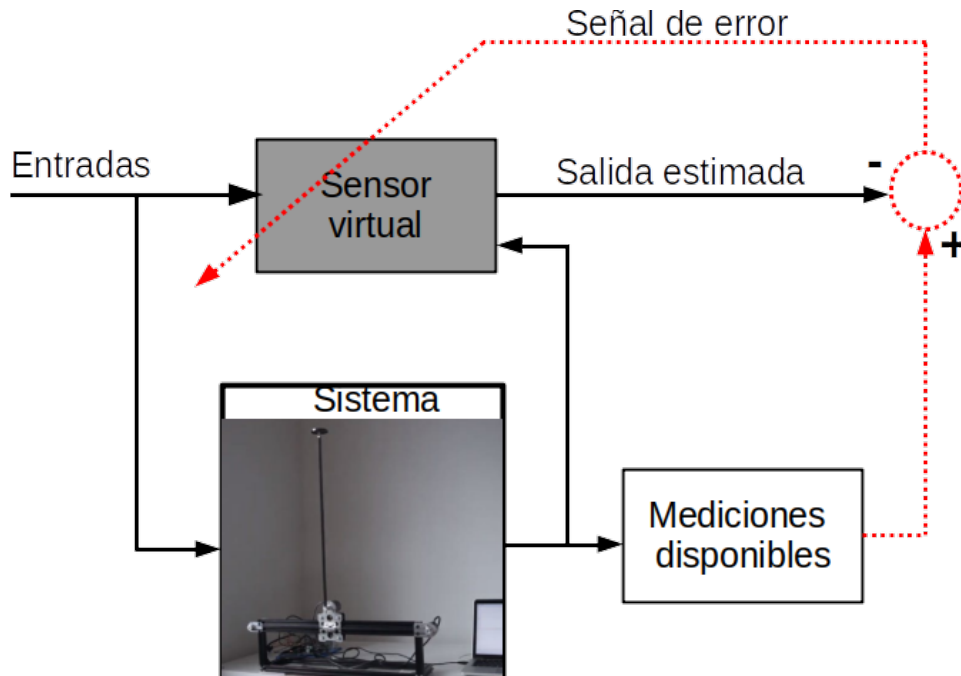 Señal de error
Entradas
Sensor
virtual
Salida estimada
-
+
Sistema
Mediciones
disponibles